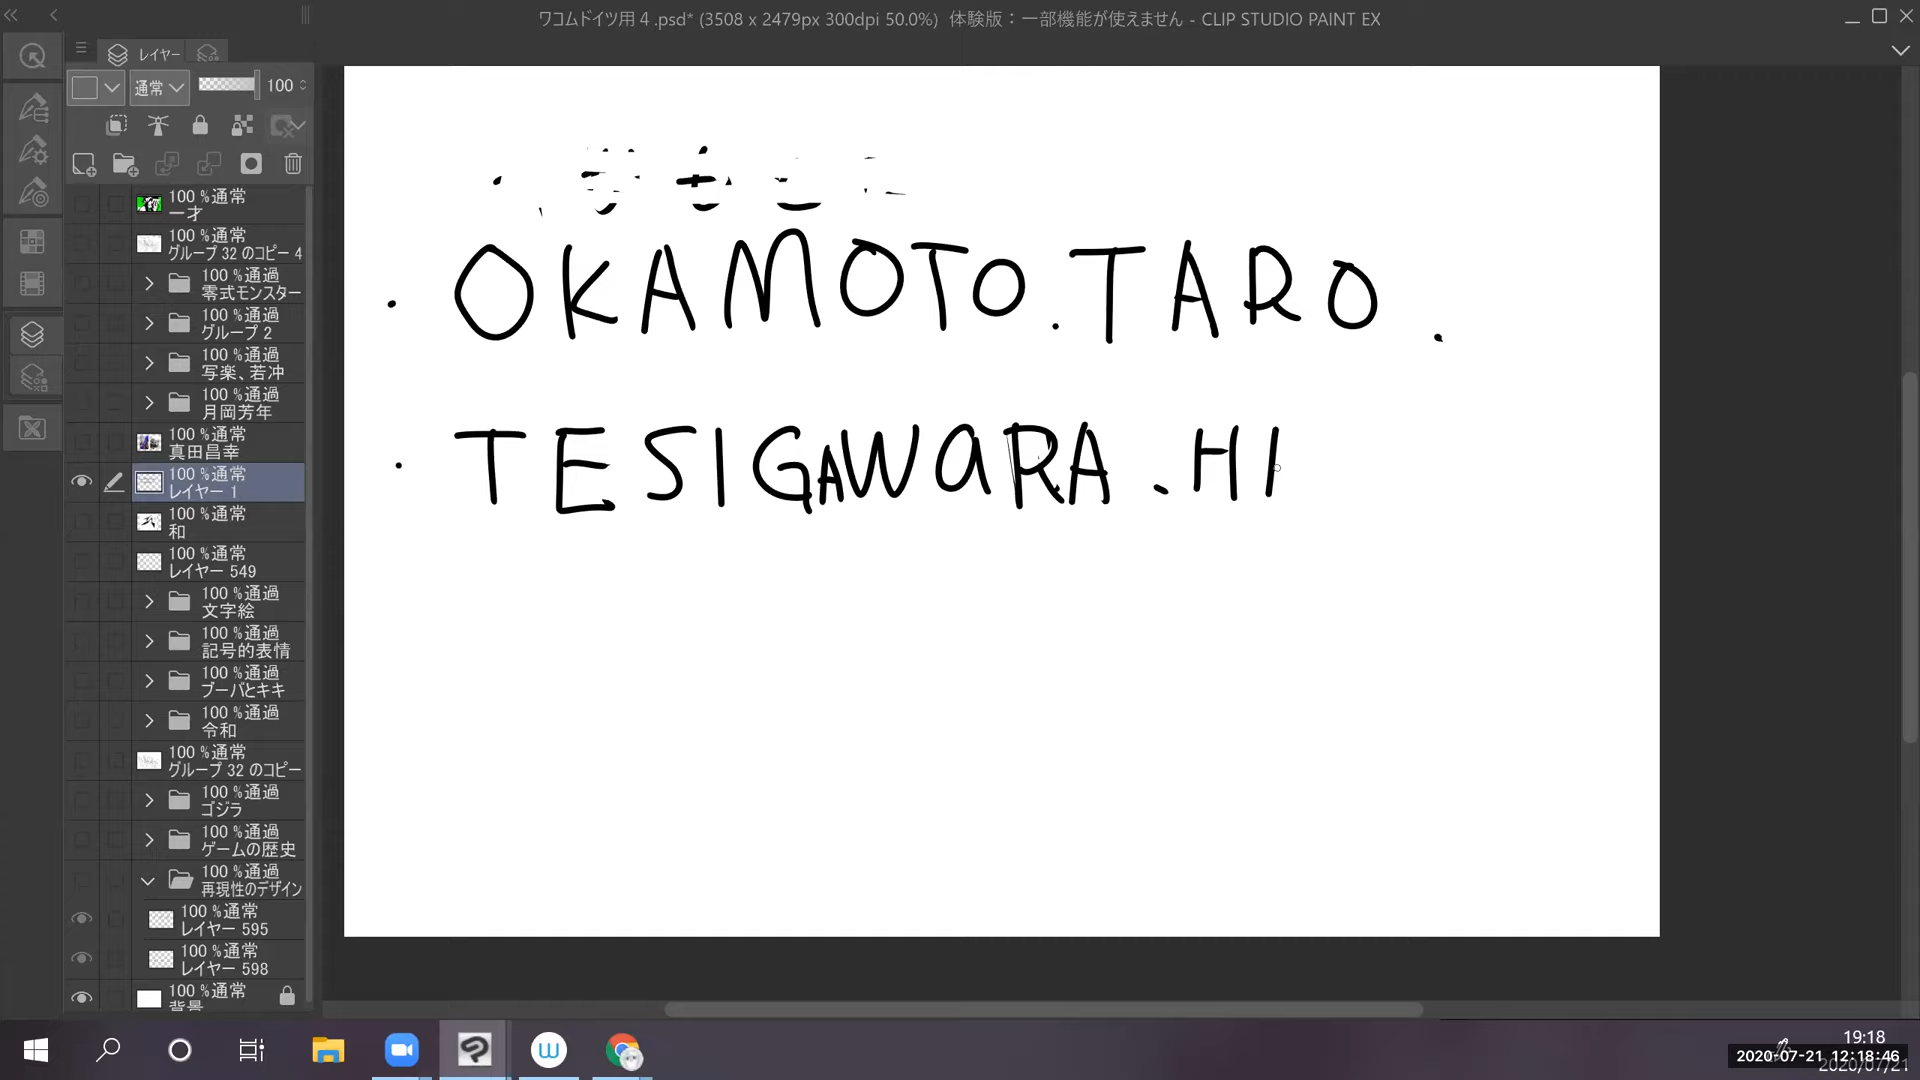 ワコムドイツ用４.psd* (3508 x 2479px 300dpi 50.0%)  体験版：一部機能が使えません - CLIP STUDIO PAINT EX
レイヤー
通常
100
100 %通常
一才
100 %通常
グループ 32 のコピー 4
100 %通過
零式モンスター
100 %通過
グループ 2
100 %通過
写楽、若冲
100 %通過
月岡芳年
100 %通常
真田昌幸
100 %通常
レイヤー 1
100 %通常
和
100 %通常
レイヤー 549
100 %通過
文字絵
100 %通過
記号的表情
100 %通過
ブーバとキキ
100 %通過
令和
100 %通常
グループ 32 のコピー
100 %通過
ゴジラ
100 %通過
ゲームの歴史
100 %通過
再現性のデザイン
100 %通常
レイヤー 595
100 %通常
レイヤー 598
100 %通常
背景
・OKAMOTO.TARO.
・TESIGAWARA.HI
19:18
2020-07-21 12:18:46
2020/07/21